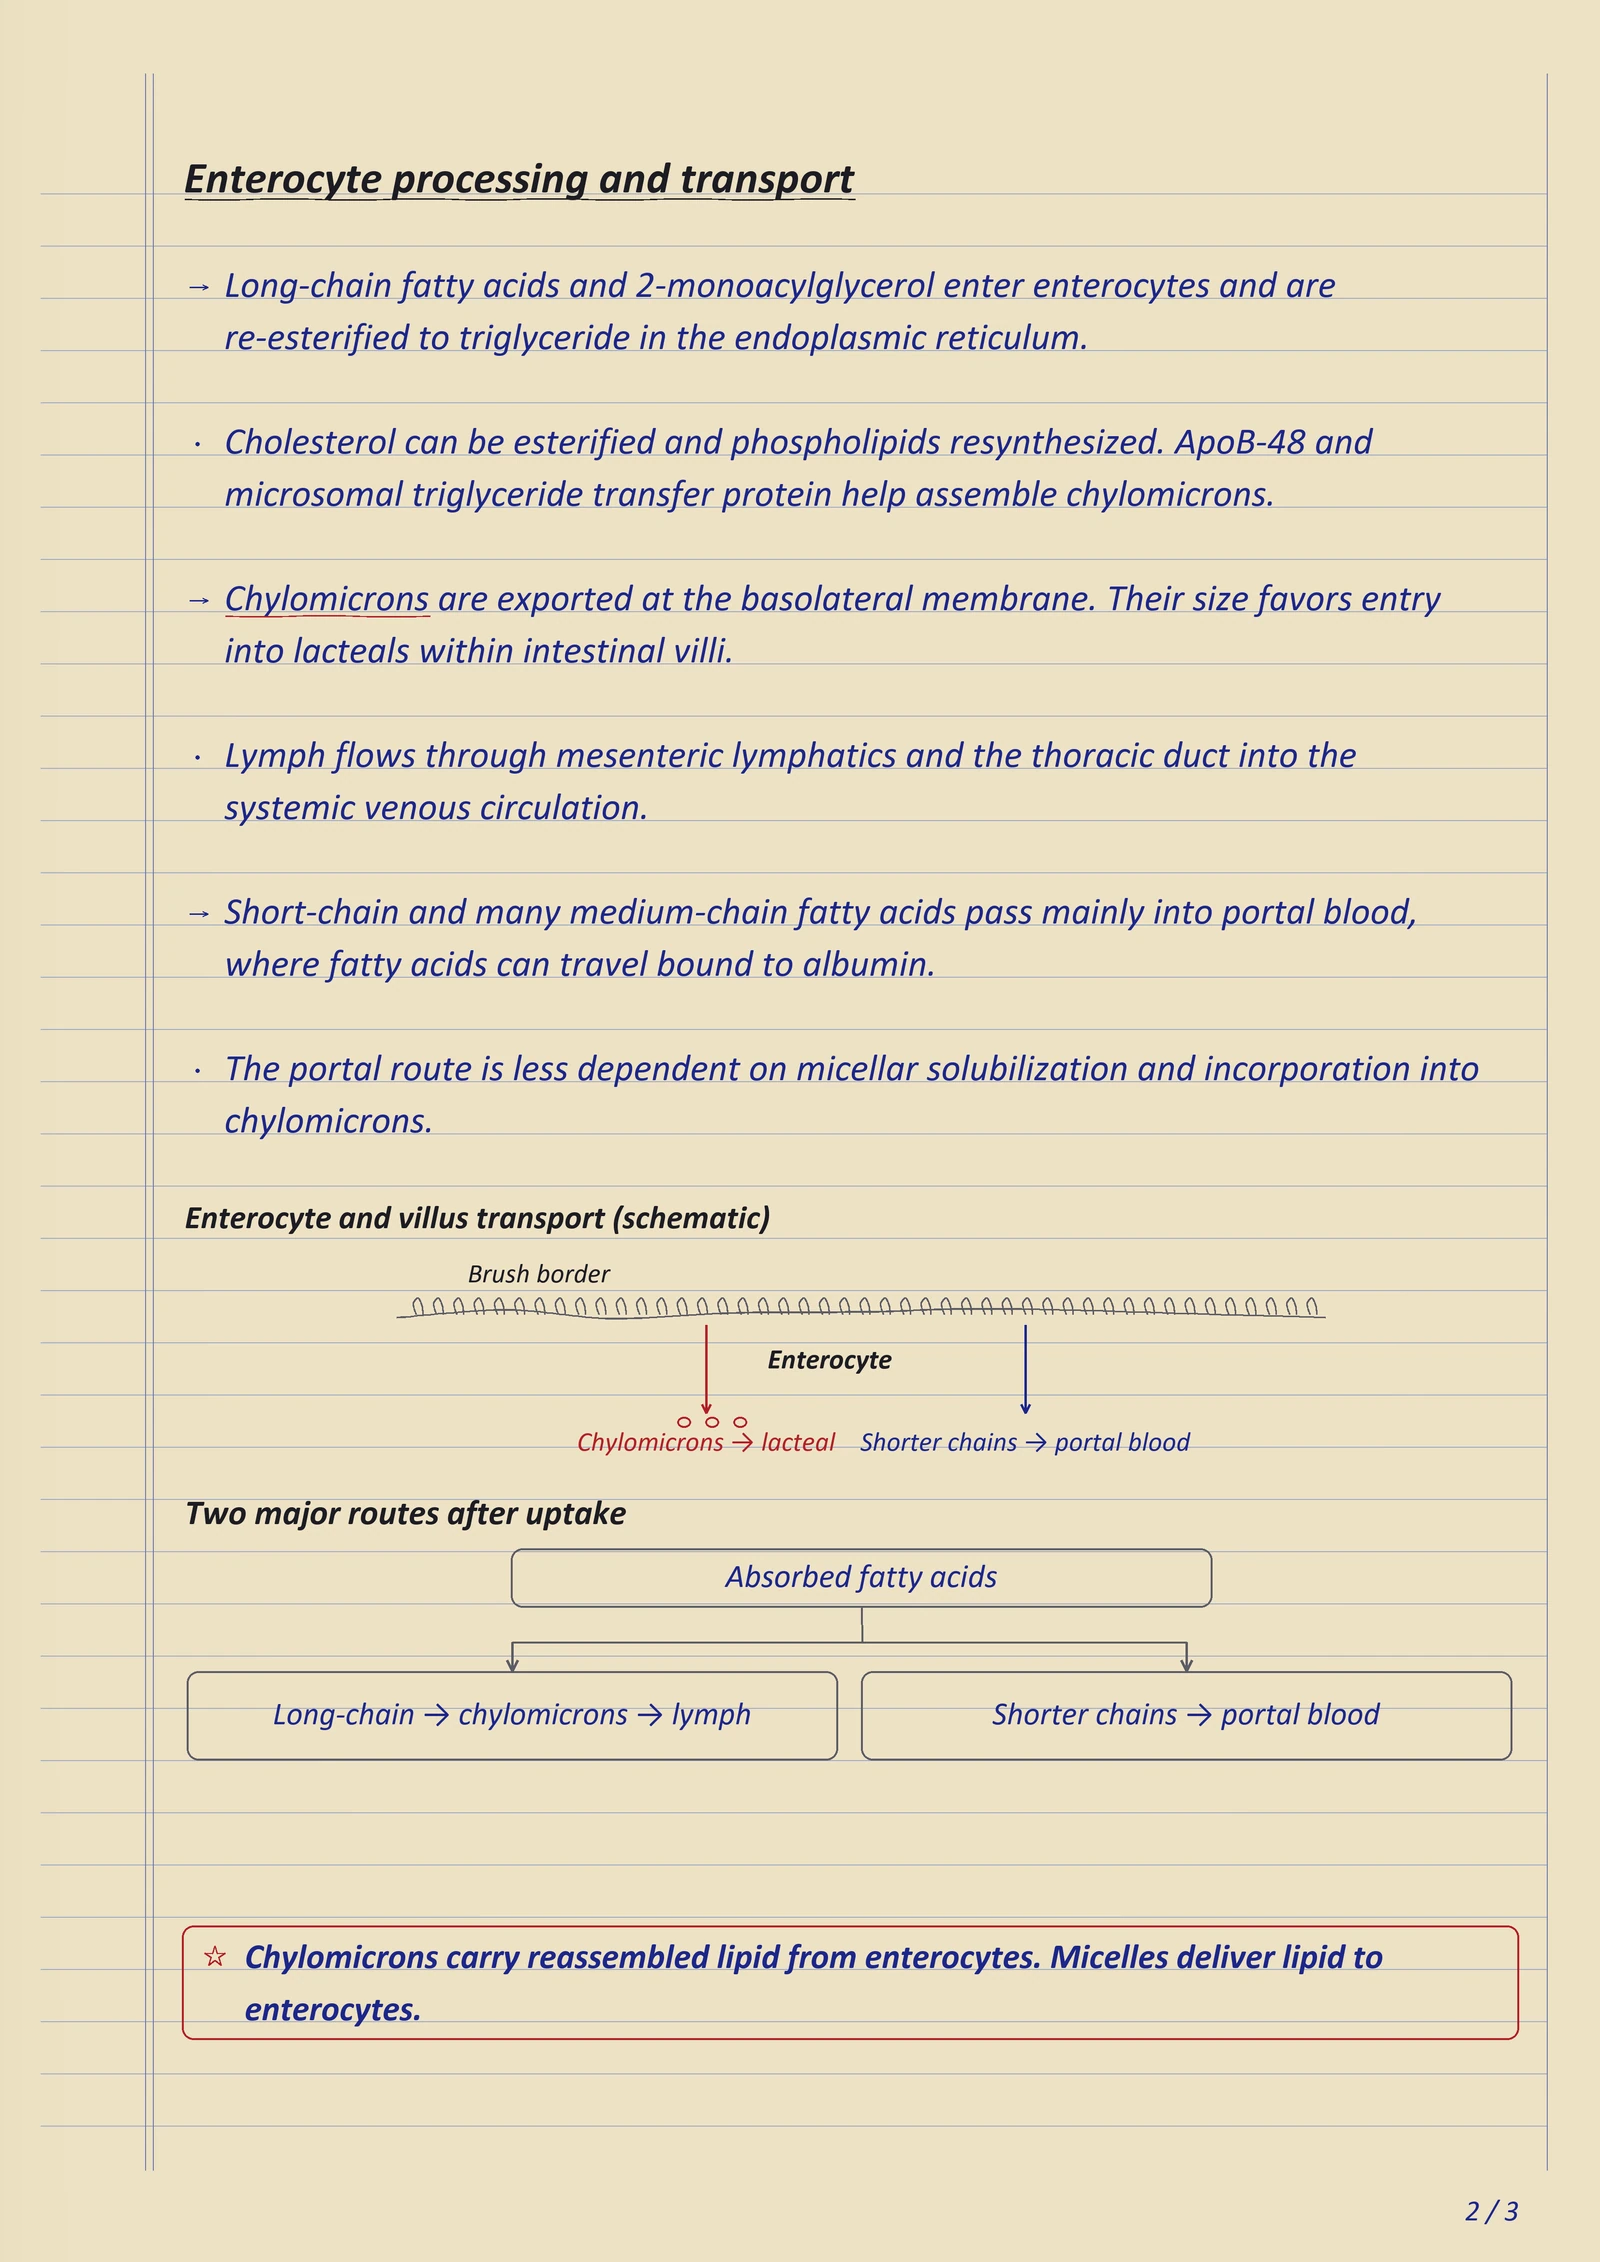 Enterocyte processing and transport
→ Long-chain fatty acids and 2-monoacylglycerol enter enterocytes and are
re-esterified to triglyceride in the endoplasmic reticulum.
· Cholesterol can be esterified and phospholipids resynthesized. ApoB-48 and
microsomal triglyceride transfer protein help assemble chylomicrons.
→ Chylomicrons are exported at the basolateral membrane. Their size favors entry
into lacteals within intestinal villi.
· Lymph flows through mesenteric lymphatics and the thoracic duct into the
systemic venous circulation.
→ Short-chain and many medium-chain fatty acids pass mainly into portal blood,
where fatty acids can travel bound to albumin.
· The portal route is less dependent on micellar solubilization and incorporation into
chylomicrons.
Enterocyte and villus transport (schematic)
Brush border
Enterocyte
Chylomicrons → lacteal
Shorter chains → portal blood
Two major routes after uptake
Absorbed fatty acids
Long-chain → chylomicrons → lymph
Shorter chains → portal blood
☆ Chylomicrons carry reassembled lipid from enterocytes. Micelles deliver lipid to
enterocytes.
2 / 3